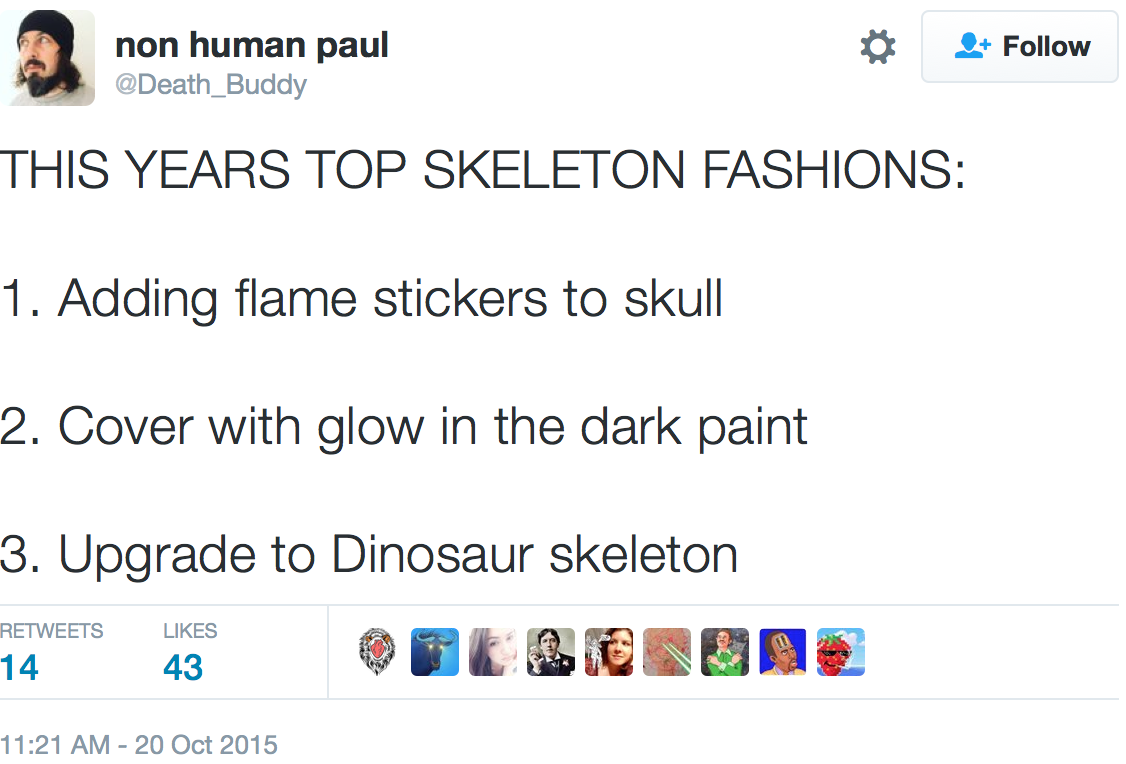 non human paul
@Death_Buddy
Follow
THIS YEARS TOP SKELETON FASHIONS:
1. Adding flame stickers to skull
2. Cover with glow in the dark paint
3. Upgrade to Dinosaur skeleton
RETWEETS
14
LIKES
43
11:21 AM - 20 Oct 2015